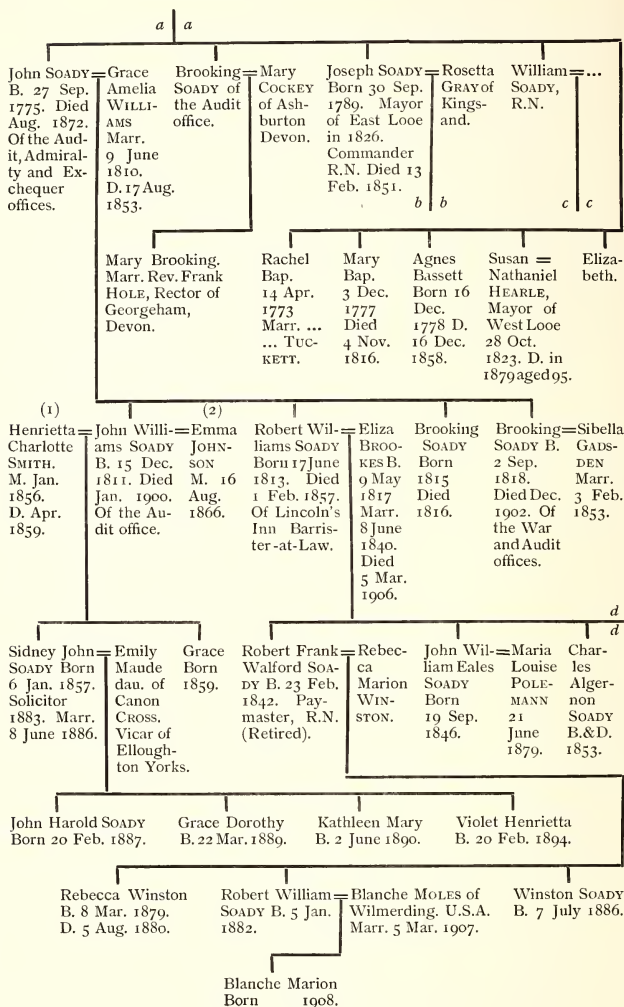 a a
John SOADY=Grace
B. 27 Sep.
1775. Died
Aug. 1872.
Of the Aud-
it, Admiral-
ty and Ex-
chequer
offices.
Amelia
WILLI-
AMS
Marr.
9 June
1810.
D. 17 Aug.
1853.
Brooking=Mary
SOADY of
the Audit
office.
COCKEY
of Ash-
burton
Devon.
Joseph SOADY=Rosetta
Born 30 Sep.
1789. Mayor
of East Looe
in 1826.
Commander
R.N. Died 13
Feb. 1851.
GRAY of
Kings-
and.
b b
William=...
SOADY,
R.N.
c c
Mary Brooking.
Marr. Rev. Frank
HOLE, Rector of
Georgeham,
Devon.
Rachel
Bap.
14 Apr.
1773
Marr. ...
... TUC-
KETT.
Mary
Bap.
3 Dec.
1777
Died
4 Nov.
1816.
Agnes
BASSETT
Born 16
Dec.
1778 D.
16 Dec.
1858.
Susan =
Nathaniel
HEARLE,
Mayor of
West Looe
28 Oct.
1823. D. in
1879 aged 95.
Eliza-
beth.
(1)
Henrietta=
Charlotte
SMITH.
M. Jan.
1856.
D. Apr.
1859.
John Willi-=
ams SOADY
B. 15 Dec.
1811. Died
Jan. 1900.
Of the Au-
dit office.
(2)
Emma
JOHN-
SON
M. 16
Aug.
1866.
Robert Wil-=
liams SOADY
Born 17 June
1813. Died
1 Feb. 1857.
Of Lincoln's
Inn Barris-
ter-at-Law.
Eliza
BROO-
KES B.
9 May
1817
Marr.
8 June
1840.
Died
5 Mar.
1906.
Brooking
SOADY
Born
1815
Died
1816.
Brooking=Sibella
SOADY B.
2 Sep.
1818.
Died Dec.
1902. Of
the War
and Audit
offices.
GADS-
DEN
Marr.
3 Feb.
1853.
d
d
Sidney John=
SOADY Born
6 Jan. 1857.
Solicitor
1883. Marr.
8 June 1886.
Emily
Maude
dau. of
Canon
CROSS.
Vicar of
Ellough-
ton Yorks.
Grace
Born
1859.
Robert Frank=
Walford SOA-
DY B. 23 Feb.
1842. Pay-
master, R.N.
(Retired).
Rebec-
ca
Marion
WIN-
STON.
John Wil-=
liam Eales
SOADY
Born
19 Sep.
1846.
Maria
Louise
POLE-
MANN
21
June
1879.
Char-
les
Alger-
non
SOADY
B.&D.
1853.
John Harold SOADY
Born 20 Feb. 1887.
Grace Dorothy
B. 22 Mar. 1889.
Kathleen Mary
B. 2 June 1890.
Violet Henrietta
B. 20 Feb. 1894.
Rebecca Winston
B. 8 Mar. 1879.
D. 5 Aug. 1880.
Robert William=
SOADY B. 5 Jan.
1882.
Blanche MOLES of
Wilmerding. U.S.A.
Marr. 5 Mar. 1907.
Winston SOADY
B. 7 July 1886.
Blanche Marion
Born 1908.